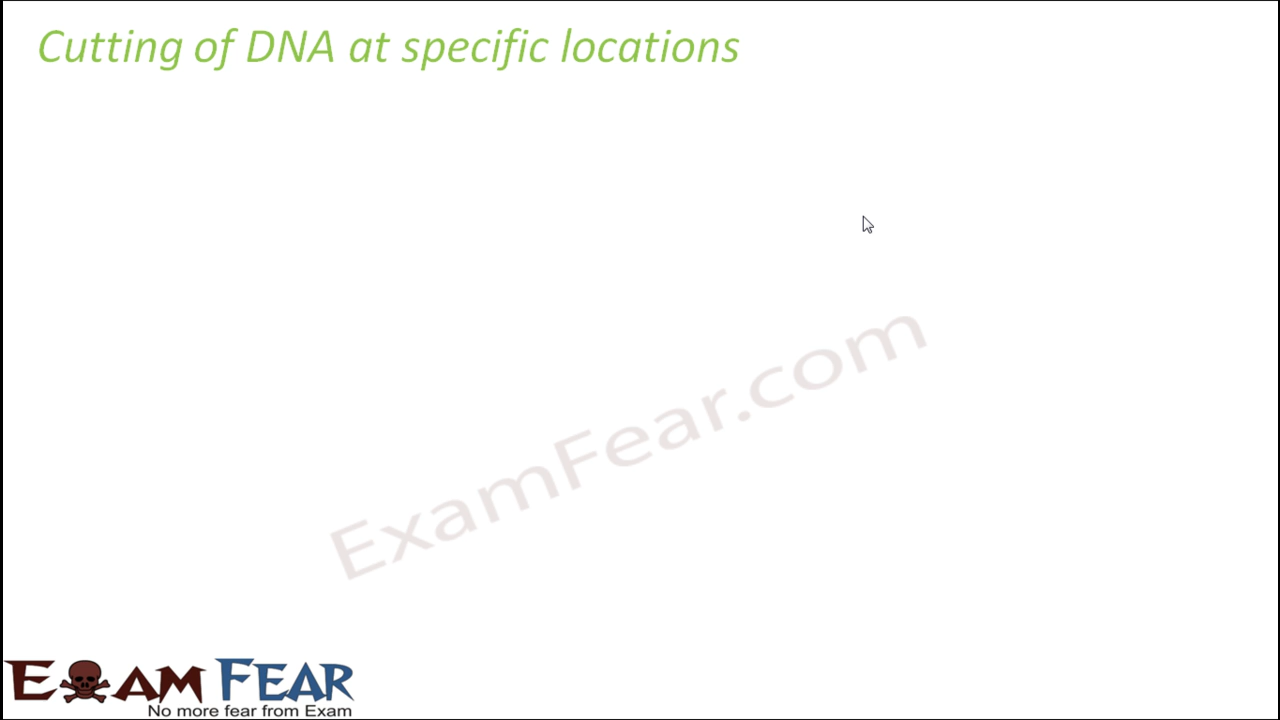 Cutting of DNA at specific locations
ExamFear.com
EXAM FEAR
No more fear from Exam